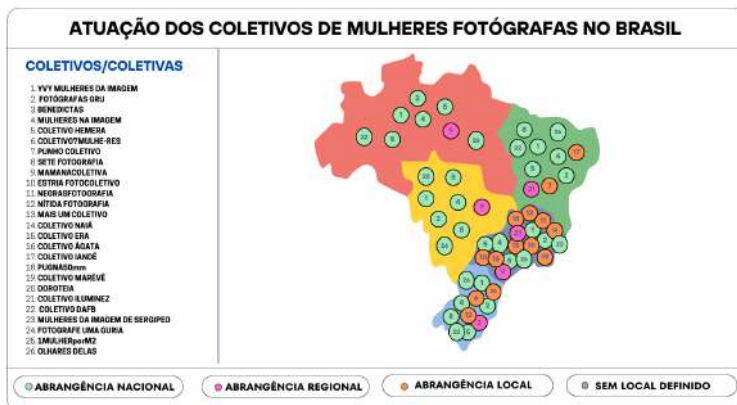 ATUAÇÃO DOS COLETIVOS DE MULHERES FOTÓGRAFAS NO BRASIL
COLETIVOS/COLETIVAS
1. YVY MULHERES DA IMAGEM
2. FOTÓGRAFAS GRU
3. BENEDICTAS
4. MULHERES NA IMAGEM
5. COLETIVO HEMERA
6. COLETIVO7MULHE-RES
7. PUNHO COLETIVO
8. SETE FOTOGRAFIA
9. MAMANACOLETIVA
10. ESTRIA FOTOCOLETIVO
11. NEGRASFOTOGRAFIA
12. NÍTIDA FOTOGRAFIA
13. MAIS UM COLETIVO
14. COLETIVO NAIÁ
15. COLETIVO ERA
16. COLETIVO ÁGATA
17. COLETIVO IANDÉ
18. PUGNA50mm
19. COLETIVO MARÉVÊ
20. DOROTEIA
21. COLETIVO ILUMINEZ
22. COLETIVO DAFB
23. MULHERES DA IMAGEM DE SERGIPED
24. FOTOGRAFE UMA GURIA
25. 1MULHERporM2
26. OLHARES DELAS
ABRANGÊNCIA NACIONAL
ABRANGÊNCIA REGIONAL
ABRANGÊNCIA LOCAL
SEM LOCAL DEFINIDO